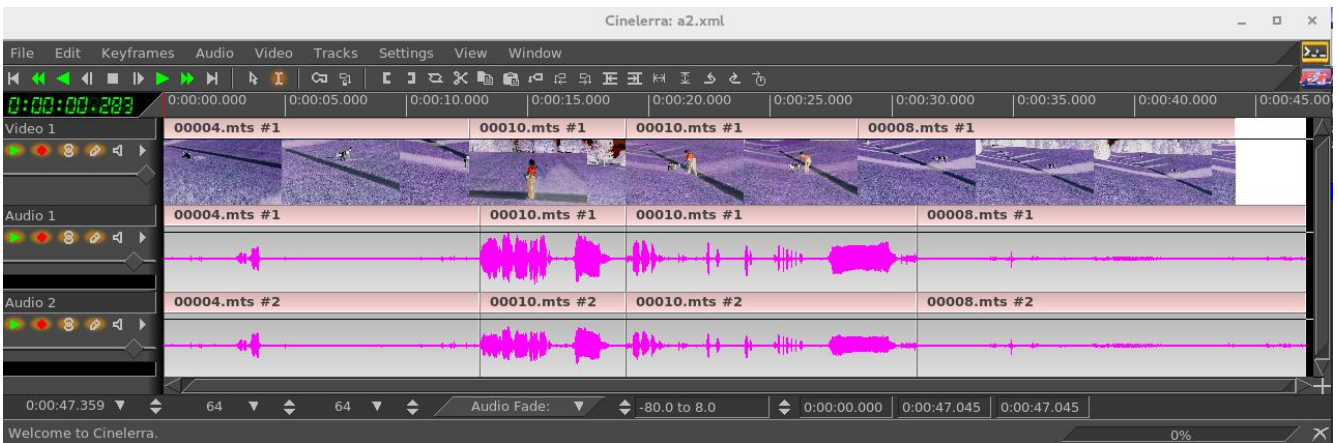 Cinelerra: a2.xml
File Edit Keyframes Audio Video Tracks Settings View Window
0:00:00.283 0:00:00.000 0:00:05.000 0:00:10.000 0:00:15.000 0:00:20.000 0:00:25.000 0:00:30.000 0:00:35.000 0:00:40.000 0:00:45.00
Video 1 00004.mts #1 00010.mts #1 00010.mts #1 00008.mts #1
Audio 1 00004.mts #1 00010.mts #1 00010.mts #1 00008.mts #1
Audio 2 00004.mts #2 00010.mts #2 00010.mts #2 00008.mts #2
0:00:47.359 64 64 Audio Fade: -80.0 to 8.0 0:00:00.000 0:00:47.045 0:00:47.045
Welcome to Cinelerra. 0%